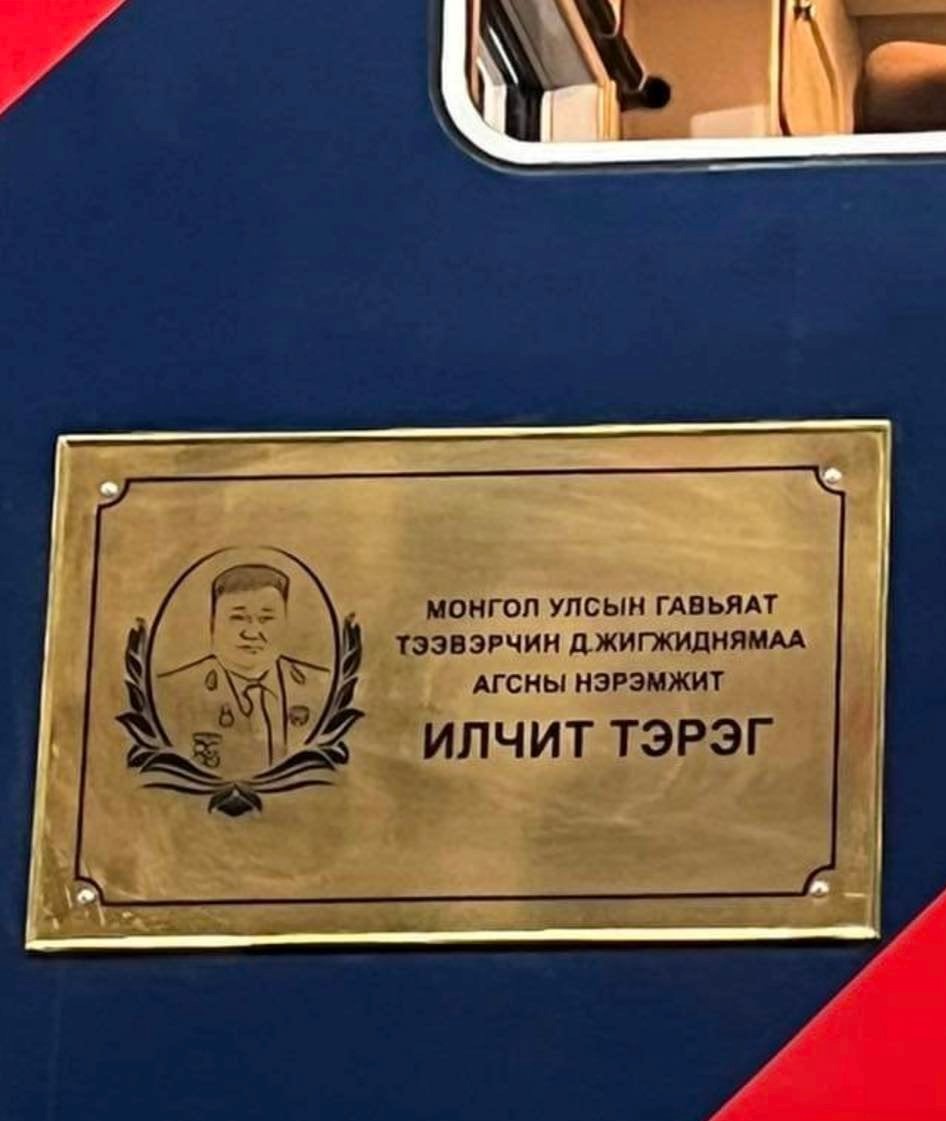 МОНГОЛ УЛСЫН ГАВЬЯАТ
ТЭЭВЭРЧИН Д.ЖИГЖИДНЯМАА
АГСНЫ НЭРЭМЖИТ
ИЛЧИТ ТЭРЭГ